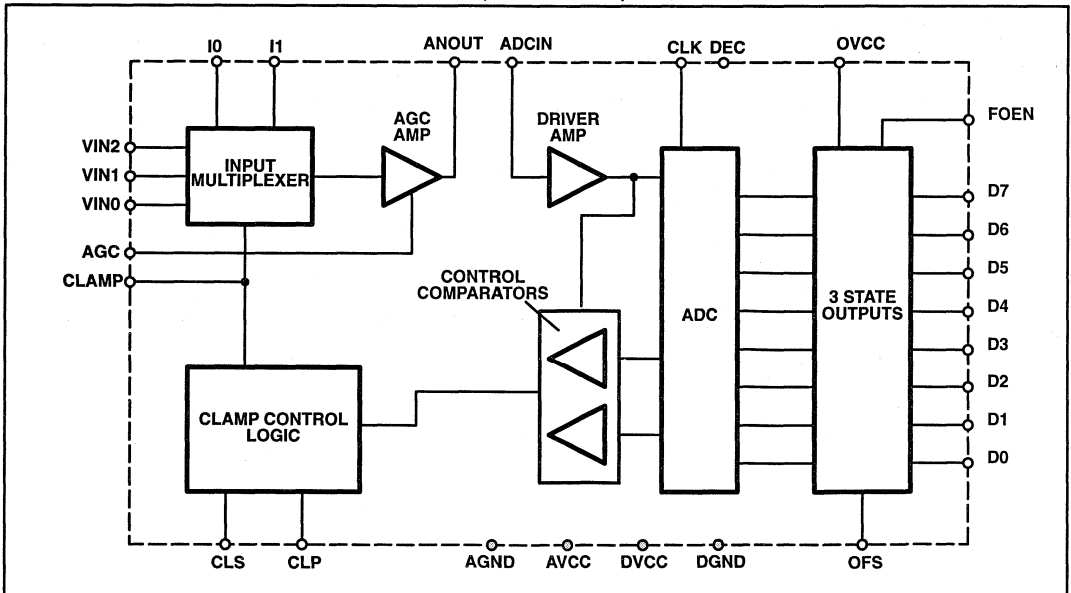 I0
I1
ANOUT
ADCIN
CLK
DEC
OVCC
FOEN
AGC
AMP
DRIVER
AMP
VIN2
VIN1
VIN0
AGC
CLAMP
INPUT
MULTIPLEXER
CONTROL
COMPARATORS
ADC
3 STATE
OUTPUTS
D7
D6
D5
D4
D3
D2
D1
D0
CLAMP CONTROL
LOGIC
CLS
CLP
AGND
AVCC
DVCC
DGND
OFS